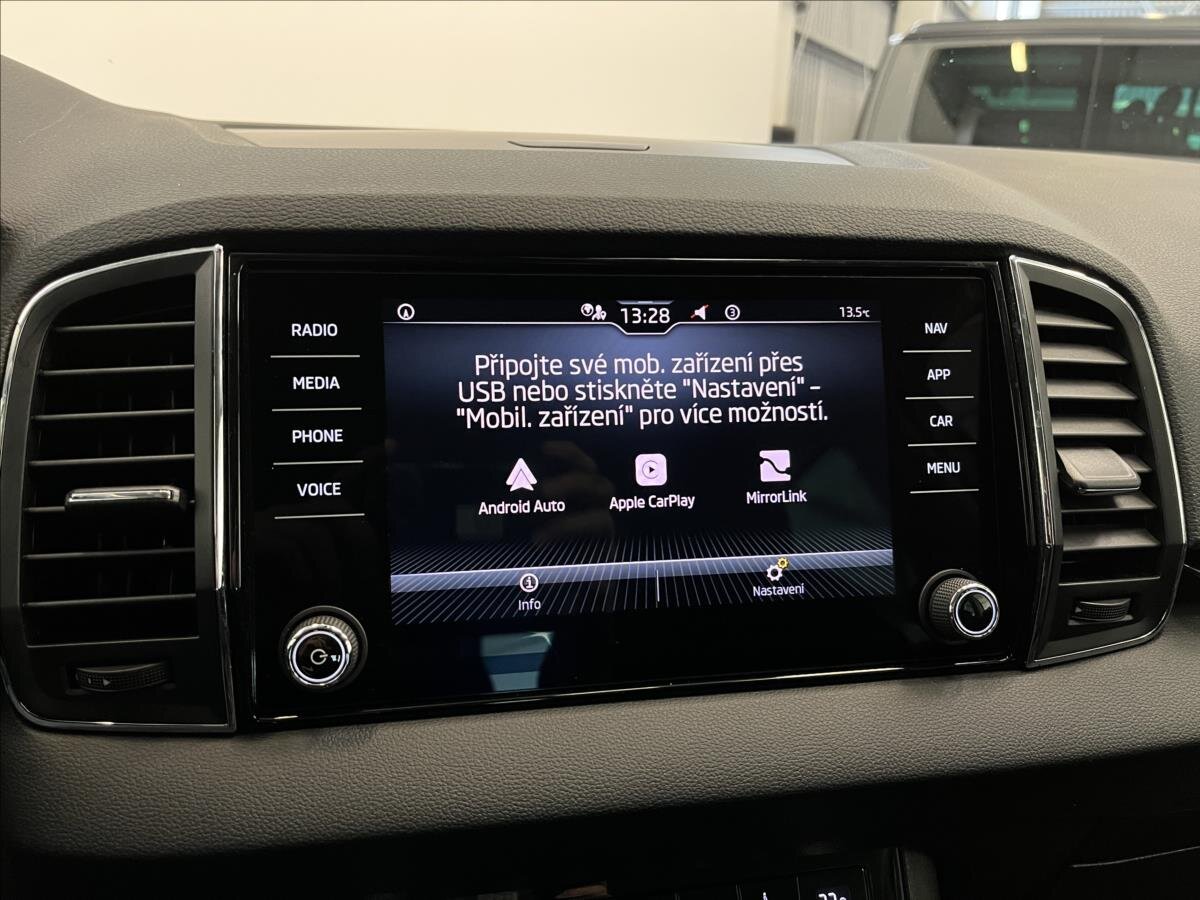 13:28
3
13.5°C
RADIO
MEDIA
PHONE
VOICE
Připojte své mob. zařízení přes
USB nebo stiskněte "Nastavení" –
"Mobil. zařízení" pro více možností.
Android Auto
Apple CarPlay
MirrorLink
Info
Nastavení
NAV
APP
CAR
MENU